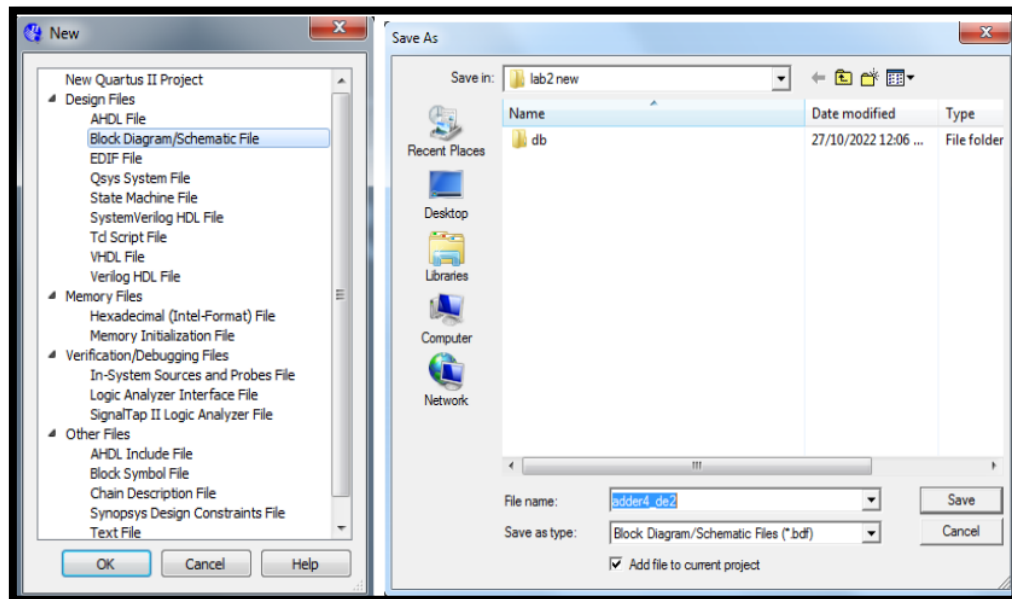 New
New Quartus II Project
Design Files
AHDL File
Block Diagram/Schematic File
EDIF File
Qsys System File
State Machine File
SystemVerilog HDL File
Tcl Script File
VHDL File
Verilog HDL File
Memory Files
Hexadecimal (Intel-Format) File
Memory Initialization File
Verification/Debugging Files
In-System Sources and Probes File
Logic Analyzer Interface File
SignalTap II Logic Analyzer File
Other Files
AHDL Include File
Block Symbol File
Chain Description File
Synopsys Design Constraints File
Text File
OK Cancel Help
Save As
Save in: lab2 new
Name Date modified Type
db 27/10/2022 12:06 ... File folder
Recent Places
Desktop
Libraries
Computer
Network
File name: adder4_de2 Save
Save as type: Block Diagram/Schematic Files (*.bdf) Cancel
Add file to current project